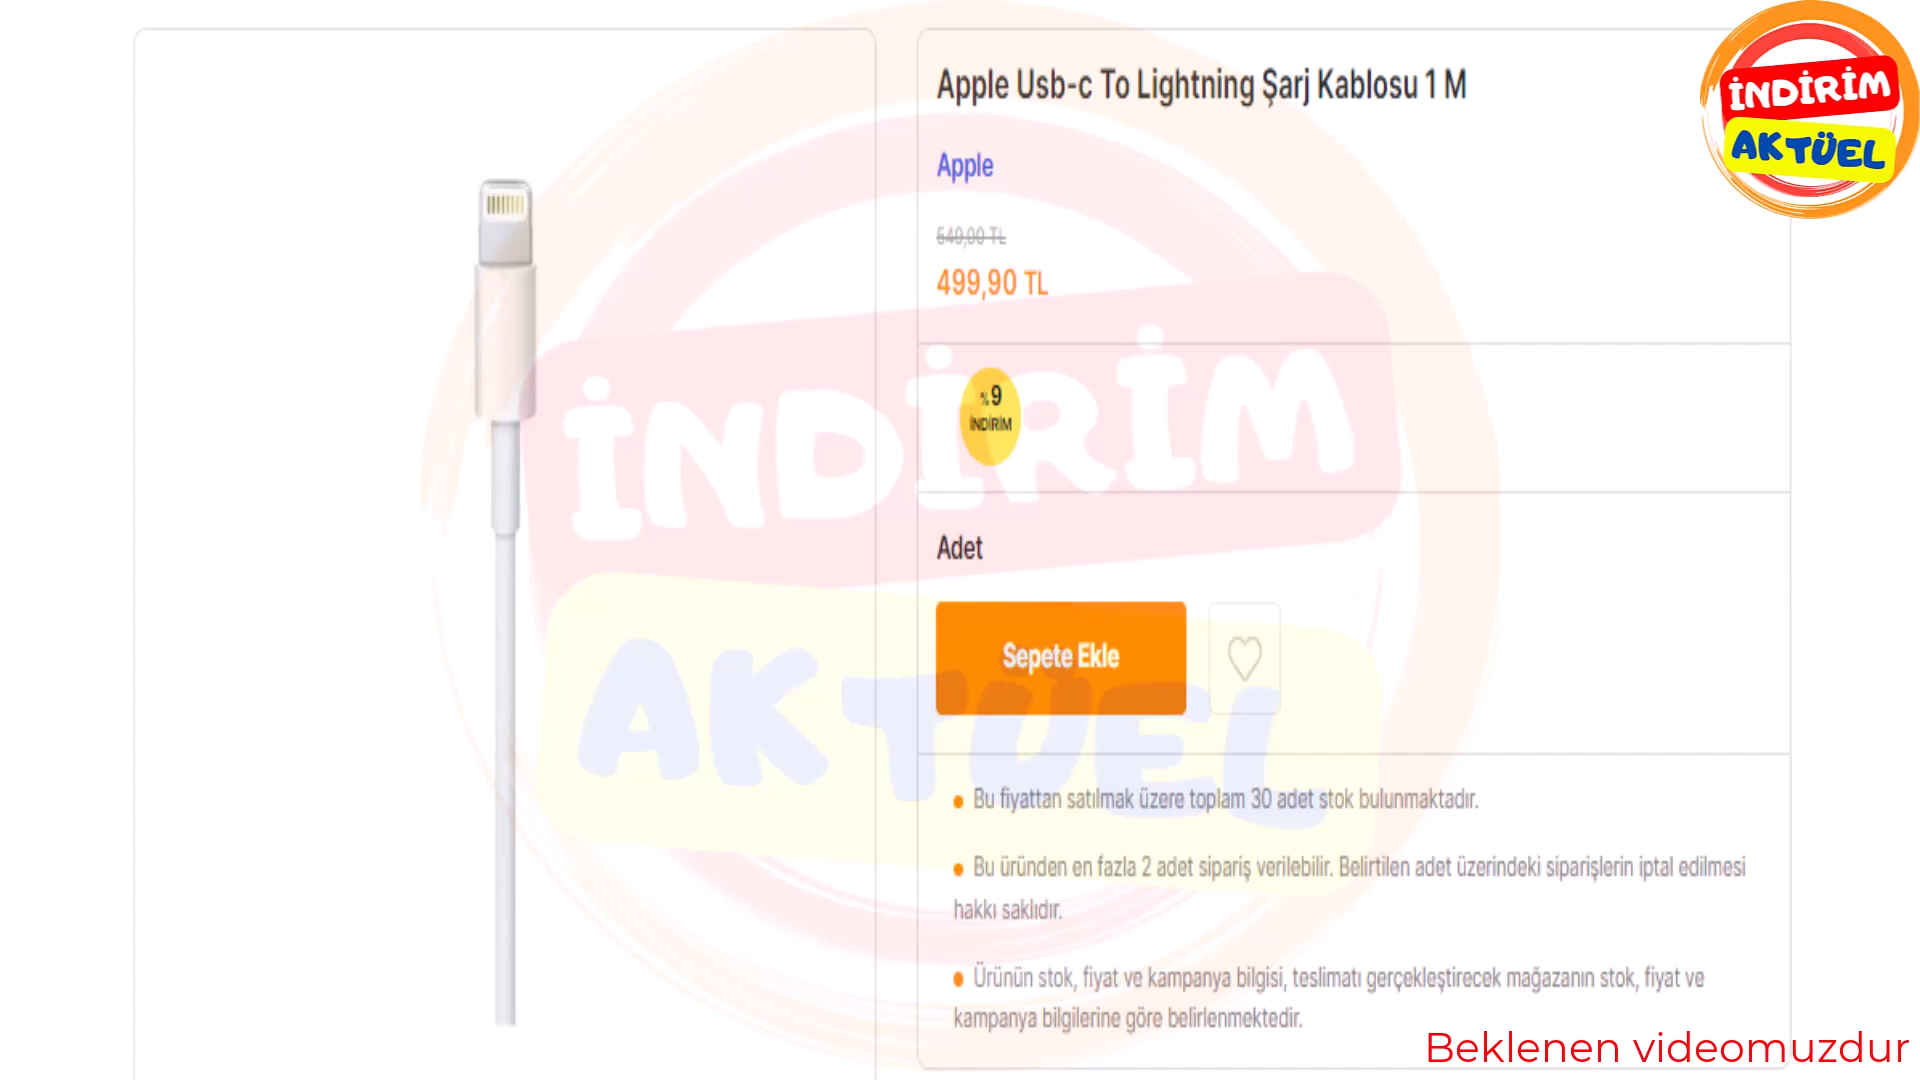 Apple Usb-c To Lightning Şarj Kablosu 1 M
İNDİRİM
AKTÜEL
Apple
549,00 TL
499,90 TL
%9
İNDİRİM
İNDİRİM
AKTÜEL
Adet
Sepete Ekle
Bu fiyattan satılmak üzere toplam 30 adet stok bulunmaktadır.
Bu üründen en fazla 2 adet sipariş verilebilir. Belirtilen adet üzerindeki siparişlerin iptal edilmesi
hakkı saklıdır.
Ürünün stok, fiyat ve kampanya bilgisi, teslimatı gerçekleştirecek mağazanın stok, fiyat ve
kampanya bilgilerine göre belirlenmektedir.
Beklenen videomuzdur